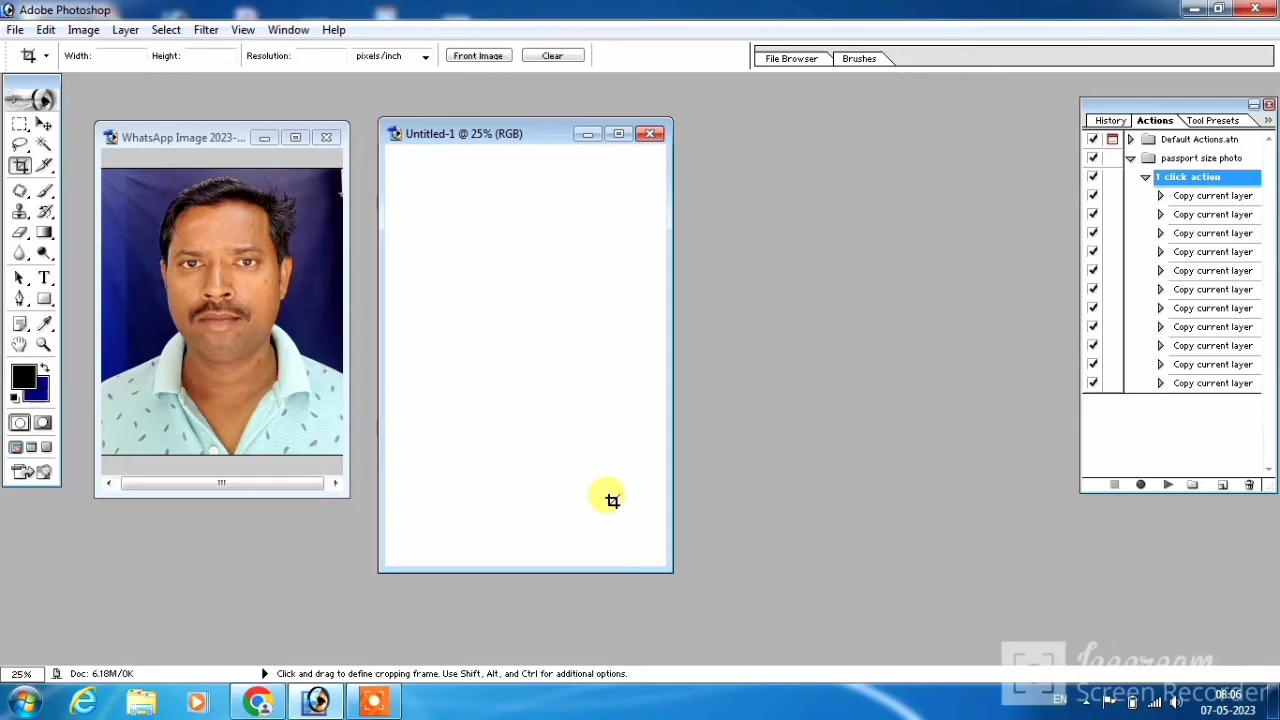 Adobe Photoshop
File Edit Image Layer Select Filter View Window Help
Width: Height: Resolution: pixels/inch Front Image Clear File Browser Brushes
WhatsApp Image 2023-...
Untitled-1 @ 25% (RGB)
History Actions Tool Presets
Default Actions.atn
passport size photo
1 click action
Copy current layer
Copy current layer
Copy current layer
Copy current layer
Copy current layer
Copy current layer
Copy current layer
Copy current layer
Copy current layer
Copy current layer
Copy current layer
T
25% Doc: 6.18M/0K Click and drag to define cropping frame. Use Shift, Alt, and Ctrl for additional options.
Icecream
Screen Recorder
EN 08:06
07-05-2023